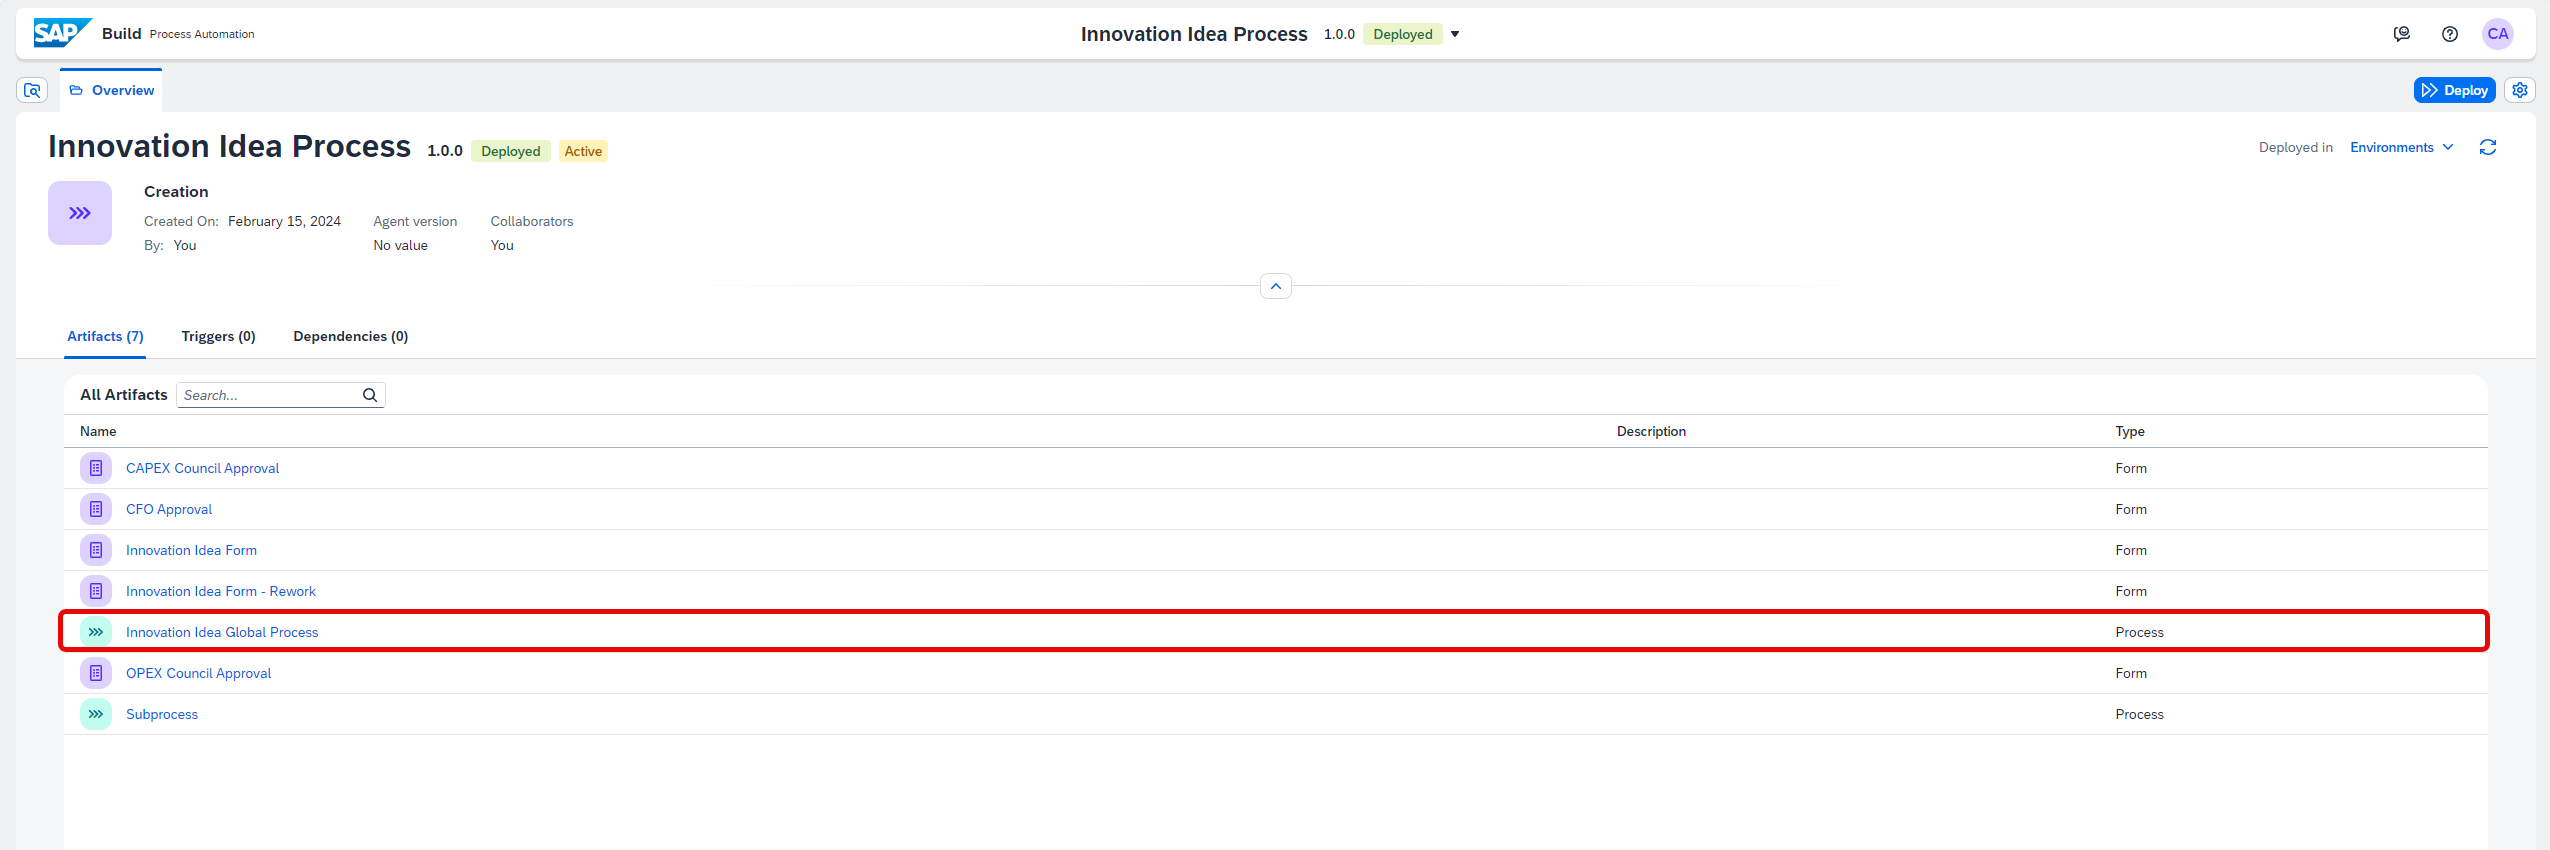 SAP Build Process Automation
Innovation Idea Process 1.0.0 Deployed
CA
Overview
Deploy
Innovation Idea Process 1.0.0 Deployed Active
Deployed in Environments
Creation
Created On: February 15, 2024 Agent version Collaborators
By: You No value You
Artifacts (7) Triggers (0) Dependencies (0)
All Artifacts Search...
Name Description Type
CAPEX Council Approval Form
CFO Approval Form
Innovation Idea Form Form
Innovation Idea Form - Rework Form
Innovation Idea Global Process Process
OPEX Council Approval Form
Subprocess Process